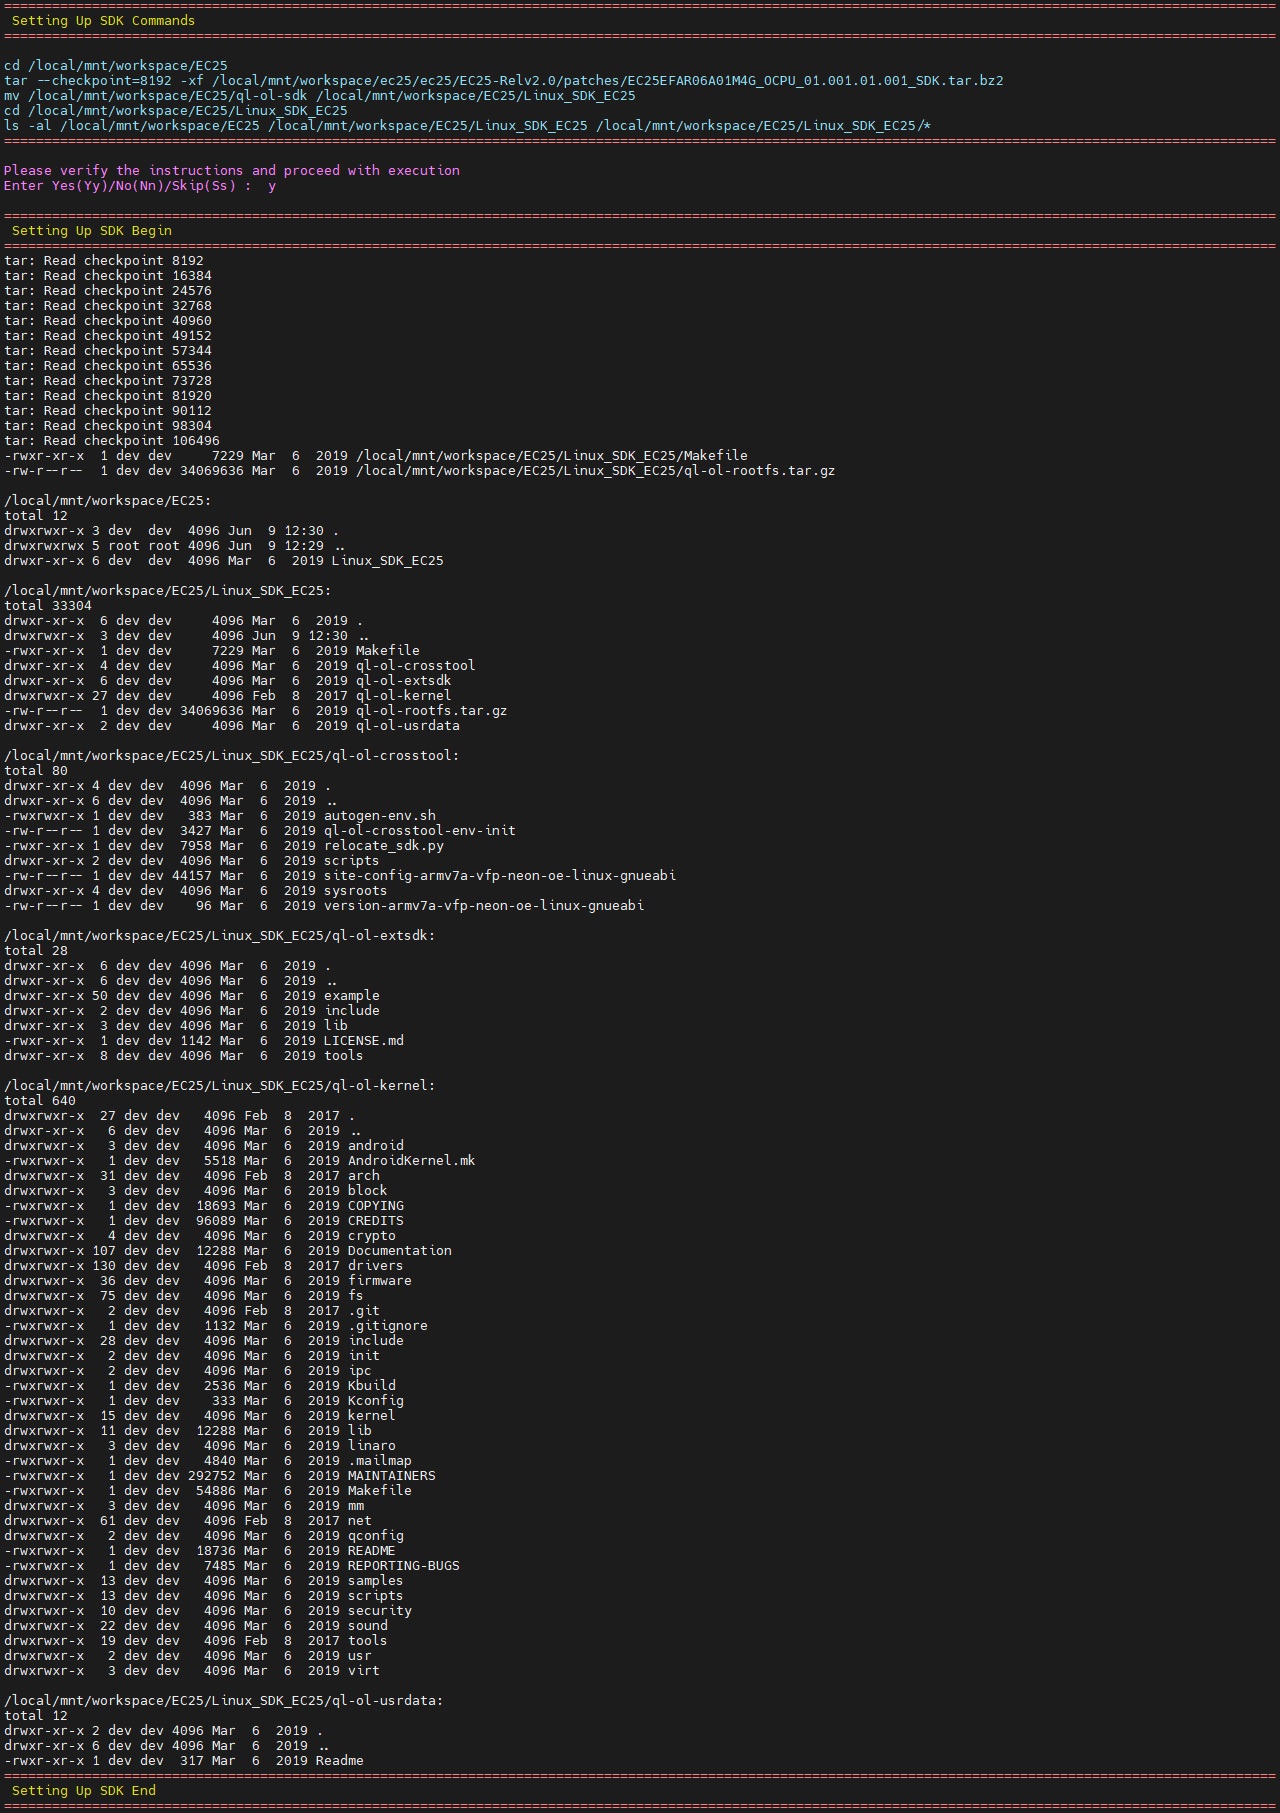 ================================================================================
 Setting Up SDK Commands
================================================================================
cd /local/mnt/workspace/EC25
tar --checkpoint=8192 -xf /local/mnt/workspace/ec25/ec25/EC25-Relv2.0/patches/EC25EFAR06A01M4G_OCPU_01.001.01.001_SDK.tar.bz2
mv /local/mnt/workspace/EC25/ql-ol-sdk /local/mnt/workspace/EC25/Linux_SDK_EC25
cd /local/mnt/workspace/EC25/Linux_SDK_EC25
ls -al /local/mnt/workspace/EC25 /local/mnt/workspace/EC25/Linux_SDK_EC25 /local/mnt/workspace/EC25/Linux_SDK_EC25/*
================================================================================
Please verify the instructions and proceed with execution
Enter Yes(Yy)/No(Nn)/Skip(Ss) :  y
================================================================================
 Setting Up SDK Begin
================================================================================
tar: Read checkpoint 8192
tar: Read checkpoint 16384
tar: Read checkpoint 24576
tar: Read checkpoint 32768
tar: Read checkpoint 40960
tar: Read checkpoint 49152
tar: Read checkpoint 57344
tar: Read checkpoint 65536
tar: Read checkpoint 73728
tar: Read checkpoint 81920
tar: Read checkpoint 90112
tar: Read checkpoint 98304
tar: Read checkpoint 106496
-rwxr-xr-x  1 dev dev     7229 Mar  6  2019 /local/mnt/workspace/EC25/Linux_SDK_EC25/Makefile
-rw-r--r--  1 dev dev 34069636 Mar  6  2019 /local/mnt/workspace/EC25/Linux_SDK_EC25/ql-ol-rootfs.tar.gz
/local/mnt/workspace/EC25:
total 12
drwxrwxr-x 3 dev  dev  4096 Jun  9 12:30 .
drwxrwxrwx 5 root root 4096 Jun  9 12:29 ..
drwxr-xr-x 6 dev  dev  4096 Mar  6  2019 Linux_SDK_EC25
/local/mnt/workspace/EC25/Linux_SDK_EC25:
total 33304
drwxr-xr-x  6 dev dev     4096 Mar  6  2019 .
drwxrwxr-x  3 dev dev     4096 Jun  9 12:30 ..
-rwxr-xr-x  1 dev dev     7229 Mar  6  2019 Makefile
drwxr-xr-x  4 dev dev     4096 Mar  6  2019 ql-ol-crosstool
drwxr-xr-x  6 dev dev     4096 Mar  6  2019 ql-ol-extsdk
drwxrwxr-x 27 dev dev     4096 Feb  8  2017 ql-ol-kernel
-rw-r--r--  1 dev dev 34069636 Mar  6  2019 ql-ol-rootfs.tar.gz
drwxr-xr-x  2 dev dev     4096 Mar  6  2019 ql-ol-usrdata
/local/mnt/workspace/EC25/Linux_SDK_EC25/ql-ol-crosstool:
total 80
drwxr-xr-x 4 dev dev  4096 Mar  6  2019 .
drwxr-xr-x 6 dev dev  4096 Mar  6  2019 ..
-rwxrwxr-x 1 dev dev   383 Mar  6  2019 autogen-env.sh
-rw-r--r-- 1 dev dev  3427 Mar  6  2019 ql-ol-crosstool-env-init
-rwxr-xr-x 1 dev dev  7958 Mar  6  2019 relocate_sdk.py
drwxr-xr-x 2 dev dev  4096 Mar  6  2019 scripts
-rw-r--r-- 1 dev dev 44157 Mar  6  2019 site-config-armv7a-vfp-neon-oe-linux-gnueabi
drwxr-xr-x 4 dev dev  4096 Mar  6  2019 sysroots
-rw-r--r-- 1 dev dev    96 Mar  6  2019 version-armv7a-vfp-neon-oe-linux-gnueabi
/local/mnt/workspace/EC25/Linux_SDK_EC25/ql-ol-extsdk:
total 28
drwxr-xr-x  6 dev dev 4096 Mar  6  2019 .
drwxr-xr-x  6 dev dev 4096 Mar  6  2019 ..
drwxr-xr-x 50 dev dev 4096 Mar  6  2019 example
drwxr-xr-x  2 dev dev 4096 Mar  6  2019 include
drwxr-xr-x  3 dev dev 4096 Mar  6  2019 lib
-rwxr-xr-x  1 dev dev 1142 Mar  6  2019 LICENSE.md
drwxr-xr-x  8 dev dev 4096 Mar  6  2019 tools
/local/mnt/workspace/EC25/Linux_SDK_EC25/ql-ol-kernel:
total 640
drwxrwxr-x  27 dev dev   4096 Feb  8  2017 .
drwxr-xr-x   6 dev dev   4096 Mar  6  2019 ..
drwxrwxr-x   3 dev dev   4096 Mar  6  2019 android
-rwxrwxr-x   1 dev dev   5518 Mar  6  2019 AndroidKernel.mk
drwxrwxr-x  31 dev dev   4096 Feb  8  2017 arch
drwxrwxr-x   3 dev dev   4096 Mar  6  2019 block
-rwxrwxr-x   1 dev dev  18693 Mar  6  2019 COPYING
-rwxrwxr-x   1 dev dev  96089 Mar  6  2019 CREDITS
drwxrwxr-x   4 dev dev   4096 Mar  6  2019 crypto
drwxrwxr-x 107 dev dev  12288 Mar  6  2019 Documentation
drwxrwxr-x 130 dev dev   4096 Feb  8  2017 drivers
drwxrwxr-x  36 dev dev   4096 Mar  6  2019 firmware
drwxrwxr-x  75 dev dev   4096 Mar  6  2019 fs
drwxrwxr-x   2 dev dev   4096 Feb  8  2017 .git
-rwxrwxr-x   1 dev dev   1132 Mar  6  2019 .gitignore
drwxrwxr-x  28 dev dev   4096 Mar  6  2019 include
drwxrwxr-x   2 dev dev   4096 Mar  6  2019 init
drwxrwxr-x   2 dev dev   4096 Mar  6  2019 ipc
-rwxrwxr-x   1 dev dev   2536 Mar  6  2019 Kbuild
-rwxrwxr-x   1 dev dev    333 Mar  6  2019 Kconfig
drwxrwxr-x  15 dev dev   4096 Mar  6  2019 kernel
drwxrwxr-x  11 dev dev  12288 Mar  6  2019 lib
drwxrwxr-x   3 dev dev   4096 Mar  6  2019 linaro
-rwxrwxr-x   1 dev dev   4840 Mar  6  2019 .mailmap
-rwxrwxr-x   1 dev dev 292752 Mar  6  2019 MAINTAINERS
-rwxrwxr-x   1 dev dev  54886 Mar  6  2019 Makefile
drwxrwxr-x   3 dev dev   4096 Mar  6  2019 mm
drwxrwxr-x  61 dev dev   4096 Feb  8  2017 net
drwxrwxr-x   2 dev dev   4096 Mar  6  2019 qconfig
-rwxrwxr-x   1 dev dev  18736 Mar  6  2019 README
-rwxrwxr-x   1 dev dev   7485 Mar  6  2019 REPORTING-BUGS
drwxrwxr-x  13 dev dev   4096 Mar  6  2019 samples
drwxrwxr-x  13 dev dev   4096 Mar  6  2019 scripts
drwxrwxr-x  10 dev dev   4096 Mar  6  2019 security
drwxrwxr-x  22 dev dev   4096 Mar  6  2019 sound
drwxrwxr-x  19 dev dev   4096 Feb  8  2017 tools
drwxrwxr-x   2 dev dev   4096 Mar  6  2019 usr
drwxrwxr-x   3 dev dev   4096 Mar  6  2019 virt
/local/mnt/workspace/EC25/Linux_SDK_EC25/ql-ol-usrdata:
total 12
drwxr-xr-x 2 dev dev 4096 Mar  6  2019 .
drwxr-xr-x 6 dev dev 4096 Mar  6  2019 ..
-rwxr-xr-x 1 dev dev  317 Mar  6  2019 Readme
================================================================================
 Setting Up SDK End
================================================================================